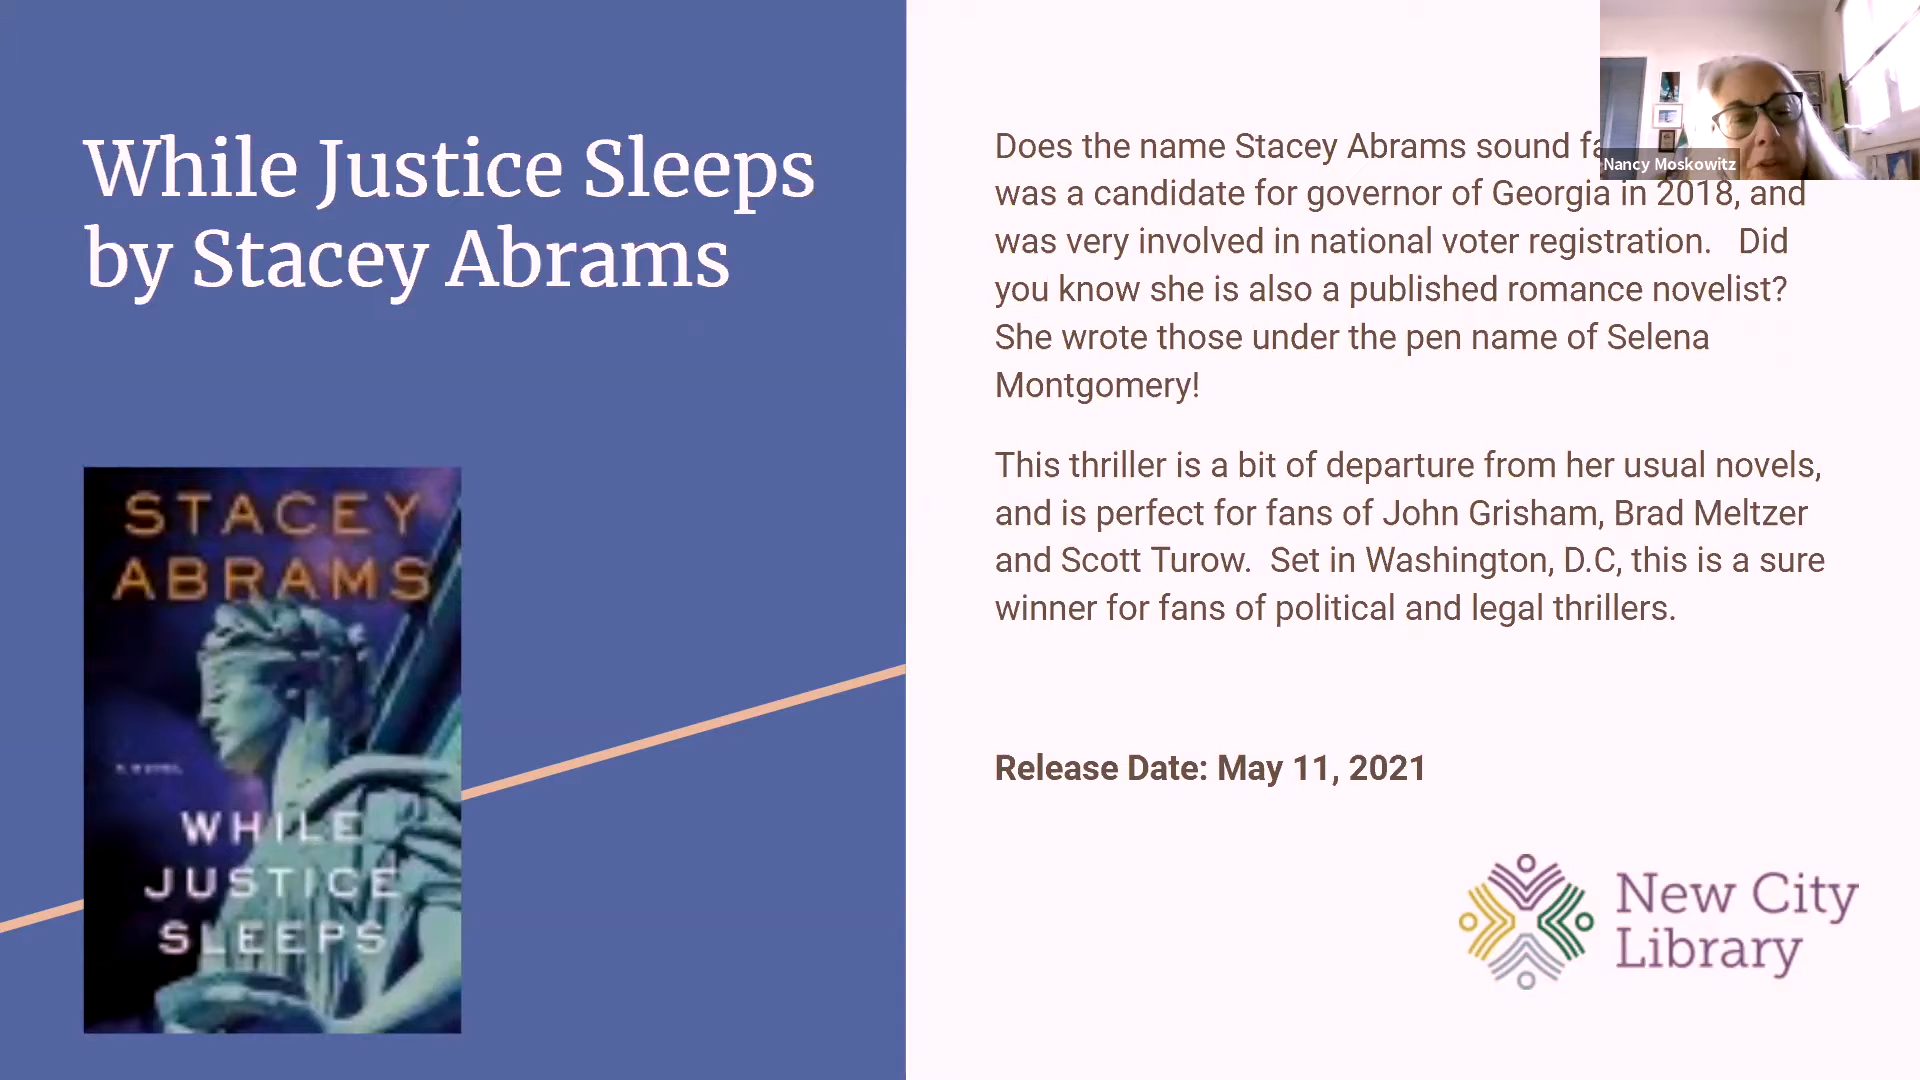 While Justice Sleeps
by Stacey Abrams
STACEY
ABRAMS
A NOVEL
WHILE
JUSTICE
SLEEPS
Does the name Stacey Abrams sound
was a candidate for governor of Georgia in 2018, and
was very involved in national voter registration.   Did
you know she is also a published romance novelist?
She wrote those under the pen name of Selena
Montgomery!
This thriller is a bit of departure from her usual novels,
and is perfect for fans of John Grisham, Brad Meltzer
and Scott Turow.  Set in Washington, D.C, this is a sure
winner for fans of political and legal thrillers.
Release Date: May 11, 2021
New City
Library
Nancy Moskowitz